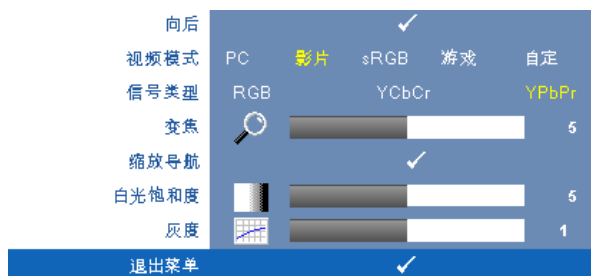 向后
视频模式 PC 影片 sRGB 游戏 自定
信号类型 RGB YCbCr YPbPr
变焦 5
缩放导航
白光饱和度 5
灰度 1
退出菜单